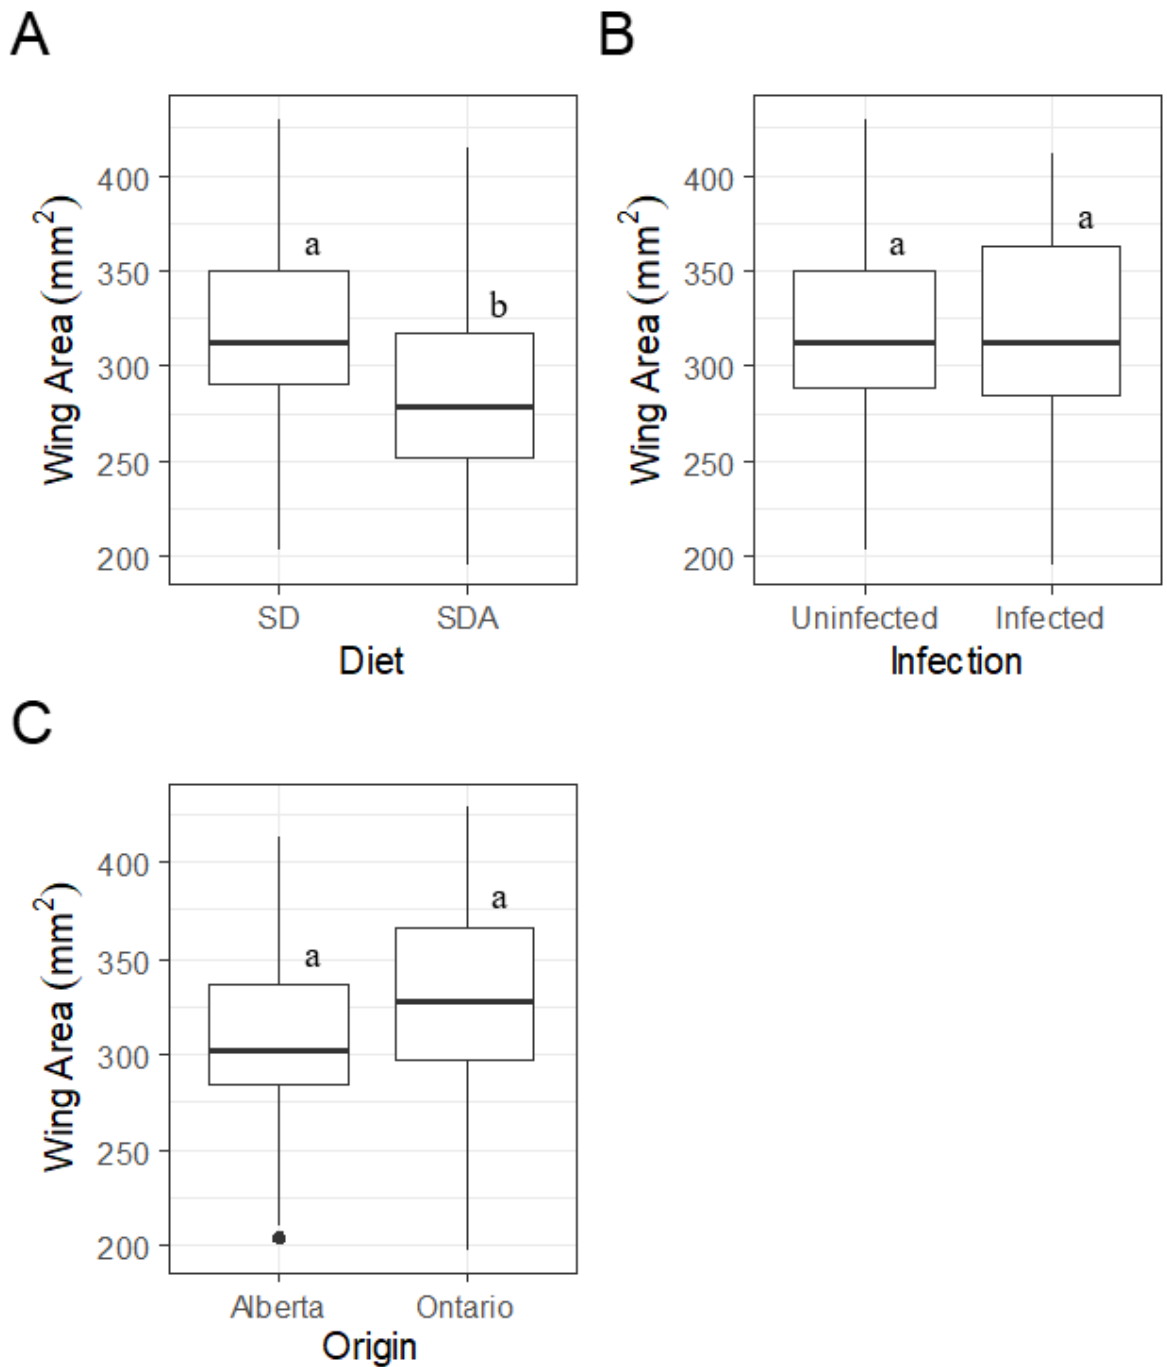 A
B
Wing Area (mm²)
400
350
300
250
200
a
b
SD
SDA
Diet
Wing Area (mm²)
400
350
300
250
200
a
a
Uninfected
Infected
Infection
C
Wing Area (mm²)
400
350
300
250
200
a
a
Alberta
Ontario
Origin